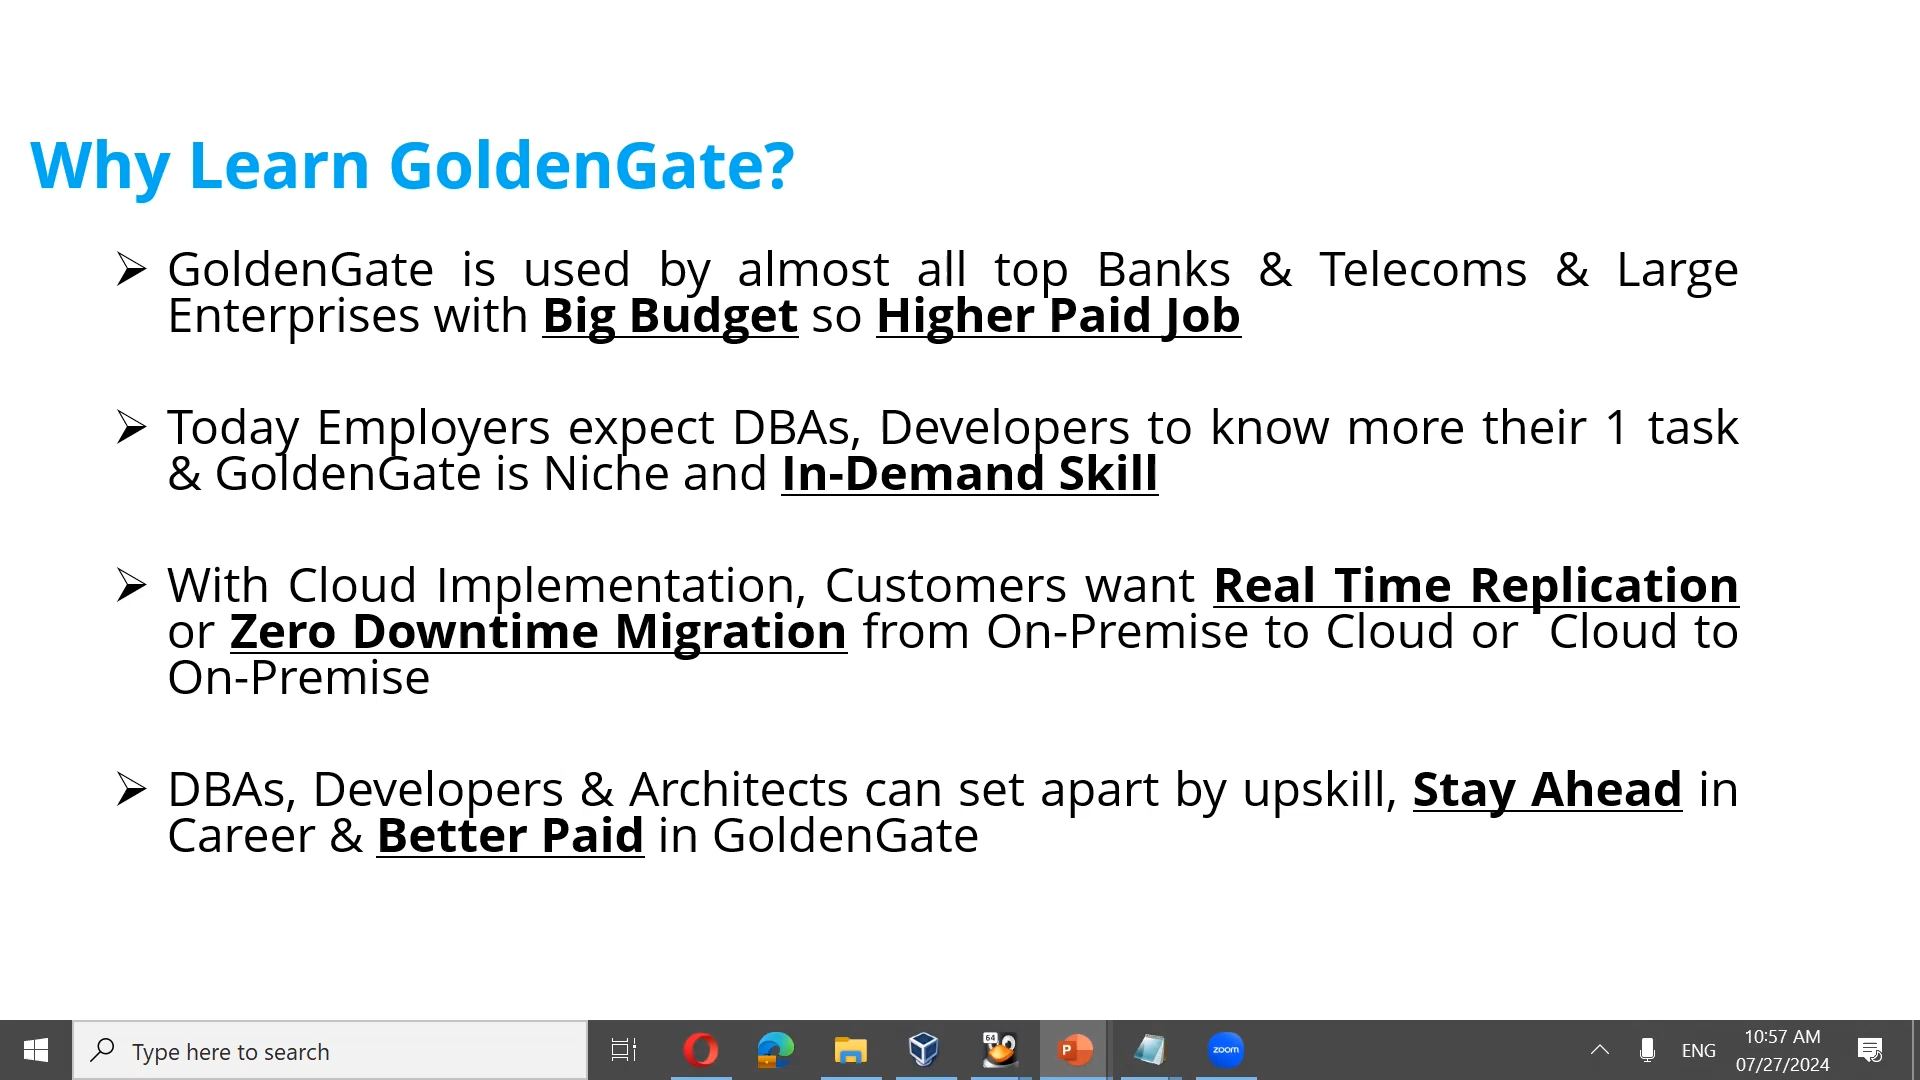 Why Learn GoldenGate?
GoldenGate is used by almost all top Banks & Telecoms & Large
Enterprises with Big Budget so Higher Paid Job
Today Employers expect DBAs, Developers to know more their 1 task
& GoldenGate is Niche and In-Demand Skill
With Cloud Implementation, Customers want Real Time Replication
or Zero Downtime Migration from On-Premise to Cloud or Cloud to
On-Premise
DBAs, Developers & Architects can set apart by upskill, Stay Ahead in
Career & Better Paid in GoldenGate
Type here to search
64
P
zoom
ENG
10:57 AM
07/27/2024